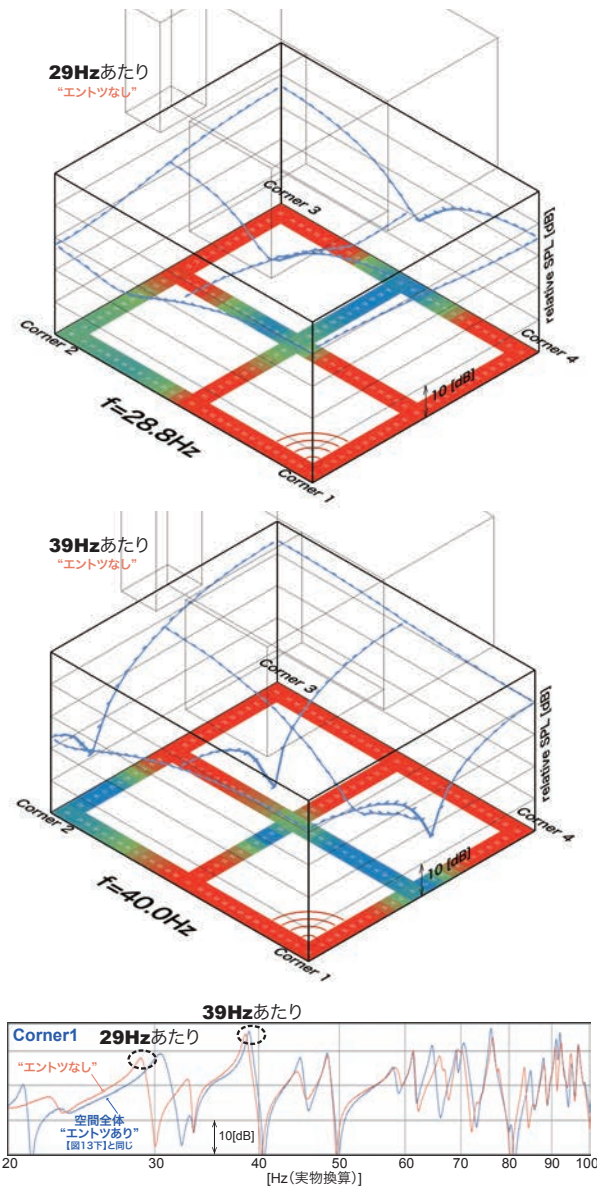 29Hzあたり
“エントツなし”
Corner 3
relative SPL [dB]
Corner 2
Corner 4
10 [dB]
f=28.8Hz
Corner 1
39Hzあたり
“エントツなし”
Corner 3
relative SPL [dB]
Corner 2
Corner 4
10 [dB]
f=40.0Hz
Corner 1
39Hzあたり
Corner1
29Hzあたり
“エントツなし”
空間全体
“エントツあり”
【図13下】と同じ
10[dB]
20 30 40 50 60 70 80 90 100
[Hz(実物換算)]